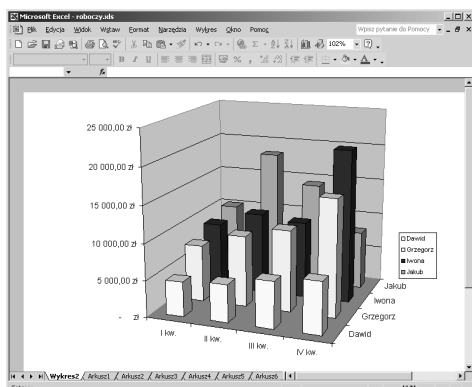 Microsoft Excel - roboczy.xls
Plik Edycja Widok Wstaw Format Narzędzia Wykres Okno Pomoc Wpisz pytanie do Pomocy
102%
fx
25 000,00 zł
20 000,00 zł
15 000,00 zł
10 000,00 zł
5 000,00 zł
- zł
I kw.
II kw.
III kw.
IV kw.
Dawid
Grzegorz
Iwona
Jakub
Dawid
Grzegorz
Iwona
Jakub
Wykres2 Arkusz1 Arkusz2 Arkusz3 Arkusz4 Arkusz5 Arkusz6